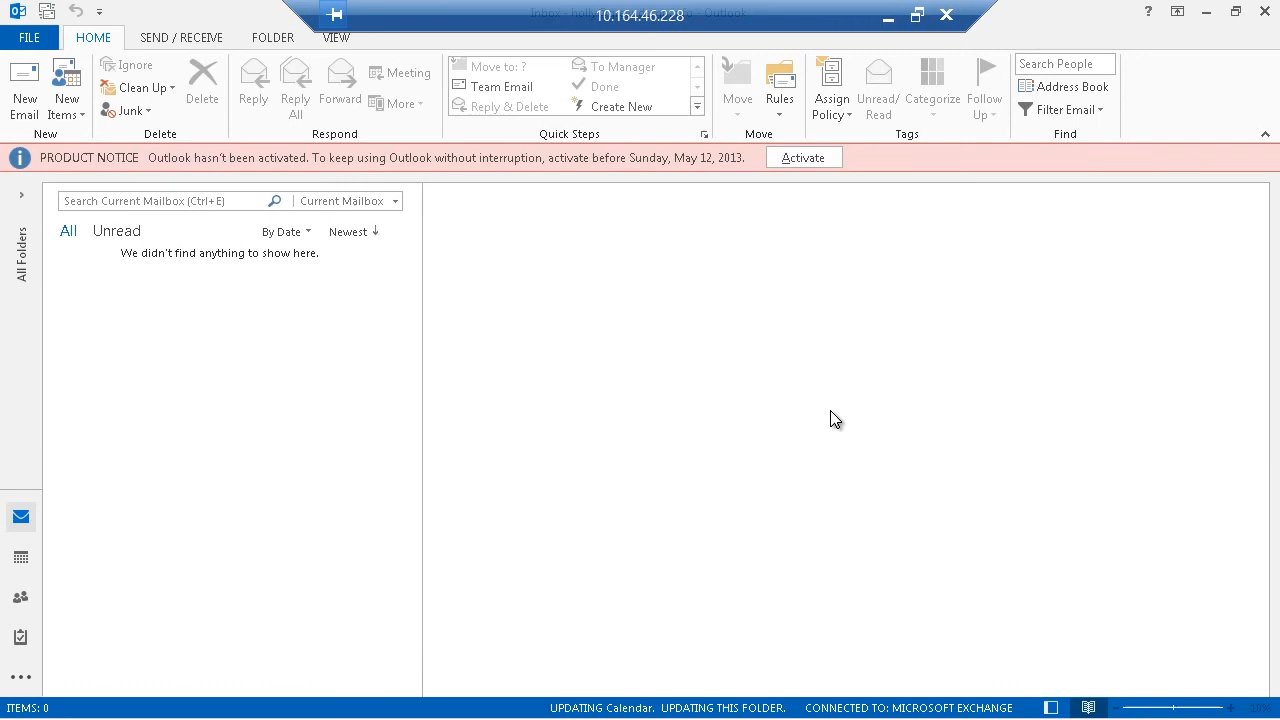 Inbox - holly
Outlook
10.164.46.228
FILE HOME SEND / RECEIVE FOLDER VIEW
New Email
New Items
Ignore
Clean Up
Junk
Delete
Reply
Reply All
Forward
Meeting
More
Move to: ?
Team Email
Reply & Delete
To Manager
Done
Create New
Move
Rules
Assign Policy
Unread/ Read
Categorize
Follow Up
Search People
Address Book
Filter Email
New Delete Respond Quick Steps Move Tags Find
PRODUCT NOTICE Outlook hasn't been activated. To keep using Outlook without interruption, activate before Sunday, May 12, 2013. Activate
All Folders
Search Current Mailbox (Ctrl+E) Current Mailbox
All Unread By Date Newest
We didn't find anything to show here.
ITEMS: 0 UPDATING Calendar. UPDATING THIS FOLDER. CONNECTED TO: MICROSOFT EXCHANGE 10%